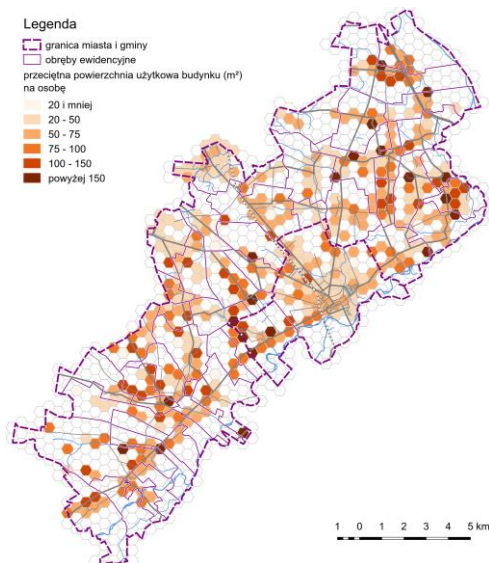 Legenda
granica miasta i gminy
obręby ewidencyjne
przeciętna powierzchnia użytkowa budynku (m²)
na osobę
20 i mniej
20 - 50
50 - 75
75 - 100
100 - 150
powyżej 150
1 0 1 2 3 4 5 km